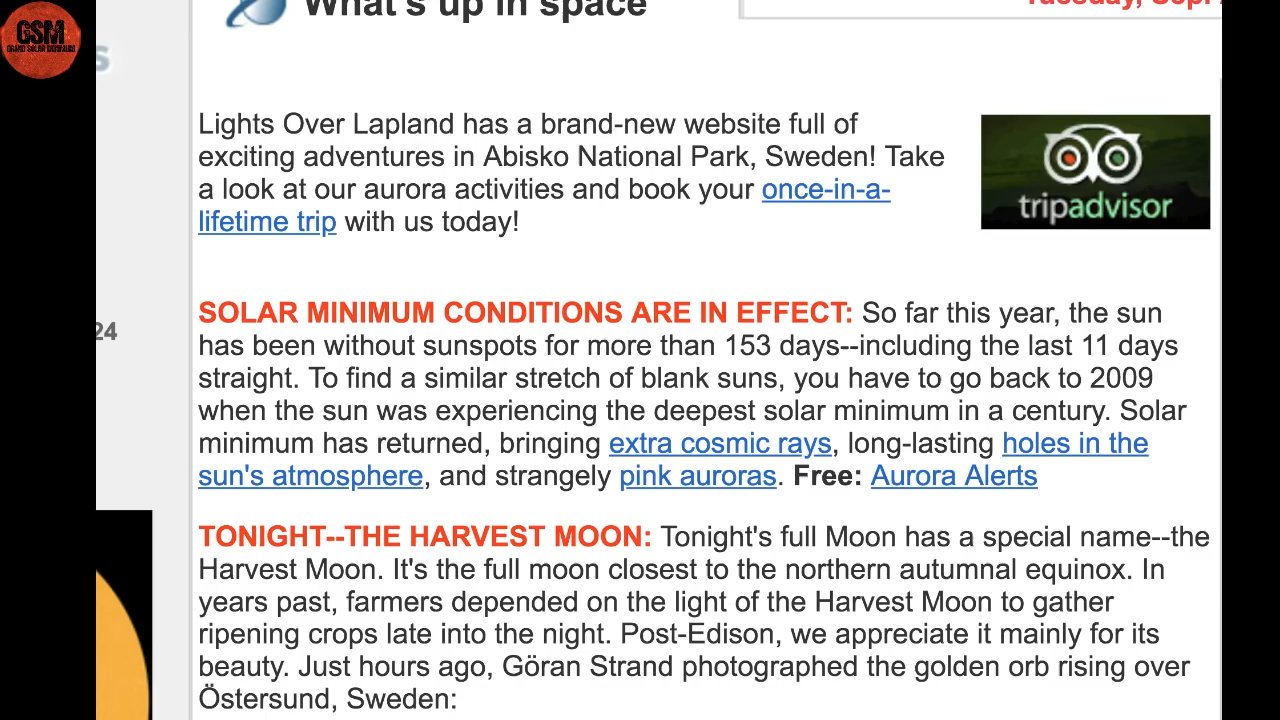 What's up in space
GSM
GRAND SOLAR MINIMUM
s
Lights Over Lapland has a brand-new website full of
exciting adventures in Abisko National Park, Sweden! Take
a look at our aurora activities and book your once-in-a-
lifetime trip with us today!
tripadvisor
SOLAR MINIMUM CONDITIONS ARE IN EFFECT: So far this year, the sun
24
has been without sunspots for more than 153 days--including the last 11 days
straight. To find a similar stretch of blank suns, you have to go back to 2009
when the sun was experiencing the deepest solar minimum in a century. Solar
minimum has returned, bringing extra cosmic rays, long-lasting holes in the
sun's atmosphere, and strangely pink auroras. Free: Aurora Alerts
TONIGHT--THE HARVEST MOON: Tonight's full Moon has a special name--the
Harvest Moon. It's the full moon closest to the northern autumnal equinox. In
years past, farmers depended on the light of the Harvest Moon to gather
ripening crops late into the night. Post-Edison, we appreciate it mainly for its
beauty. Just hours ago, Göran Strand photographed the golden orb rising over
Östersund, Sweden: